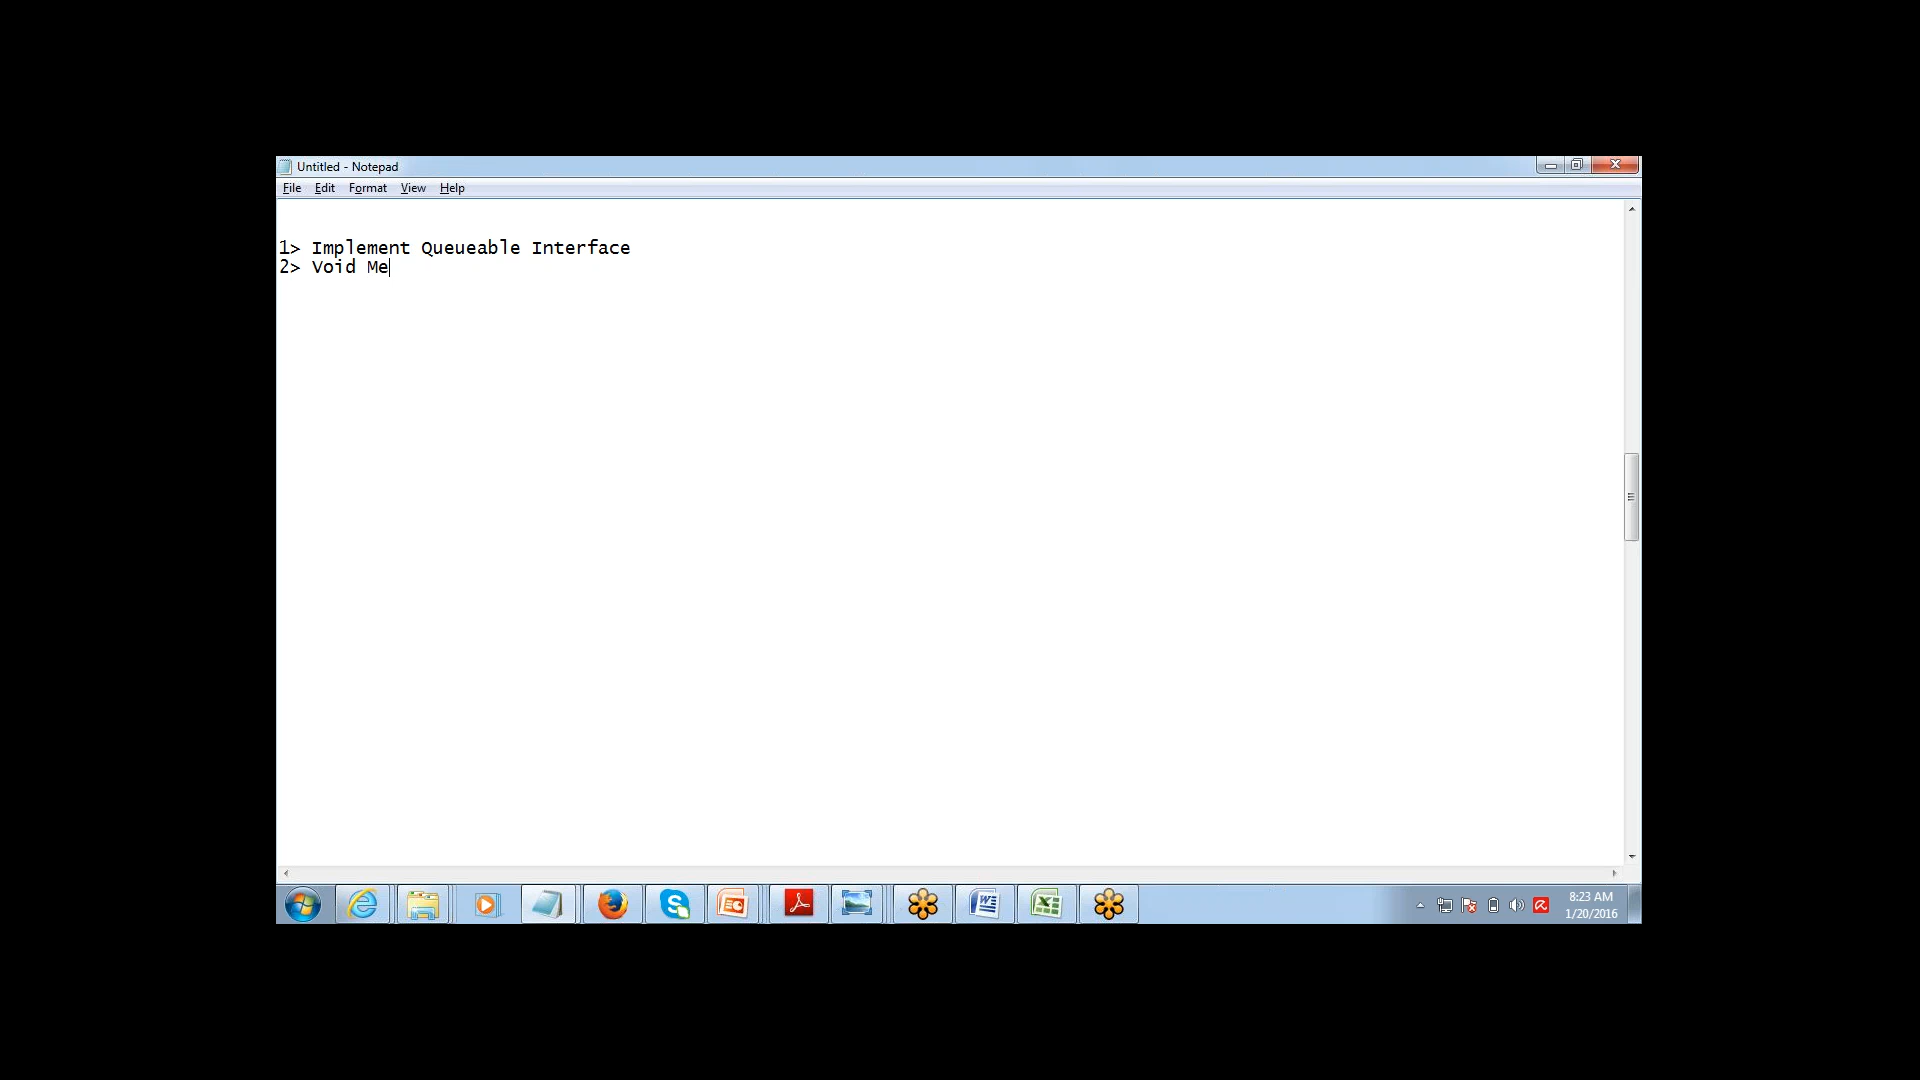 Untitled - Notepad
File Edit Format View Help
1> Implement Queueable Interface
2> Void Me
8:23 AM
1/20/2016